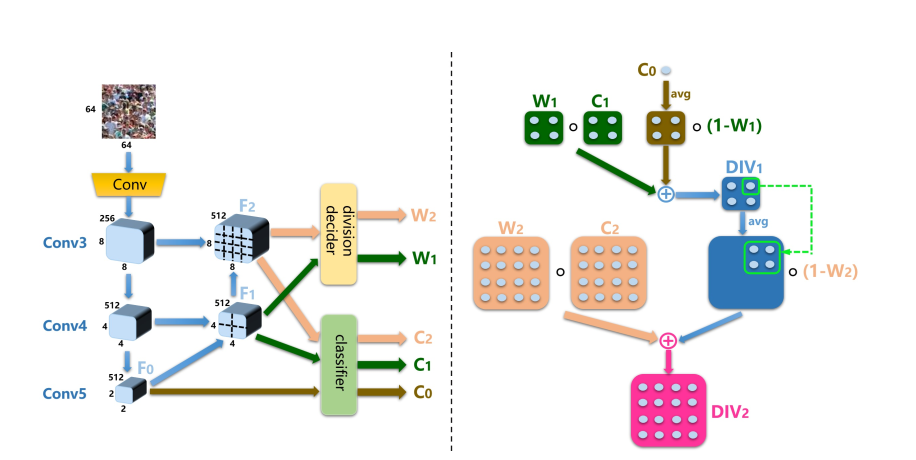 64
64
Conv
256
8
8
Conv3
512
F2
8
8
division
decider
W2
W1
512
F1
4
4
Conv4
4
4
F0
512
Conv5
2
2
classifier
C2
C1
C0
C0
avg
W1
C1
(1-W1)
DIV1
avg
W2
C2
(1-W2)
DIV2